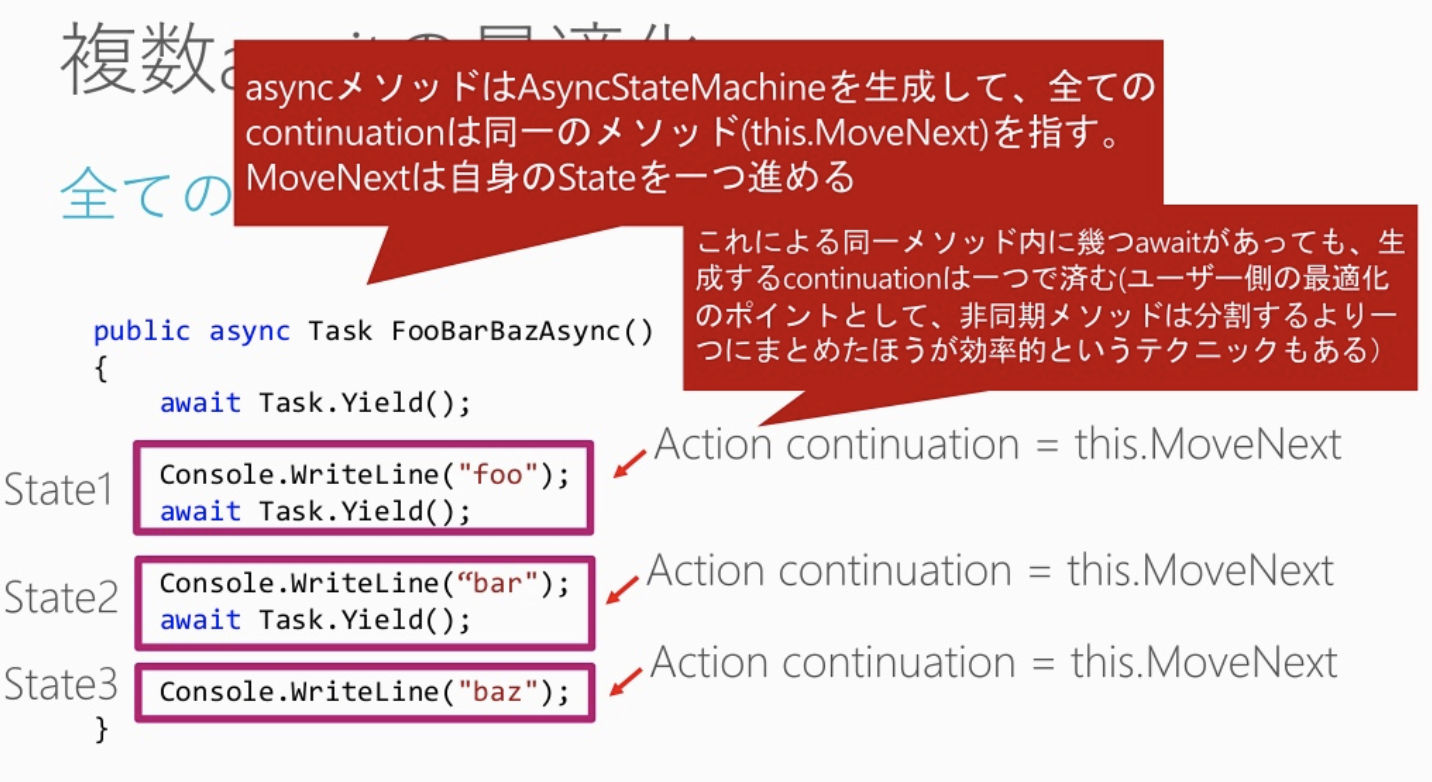 複数
asyncメソッドはAsyncStateMachineを生成して、全ての
continuationは同一のメソッド(this.MoveNext)を指す。
MoveNextは自身のStateを一つ進める
全ての
これによる同一メソッド内に幾つawaitがあっても、生
成するcontinuationは一つで済む(ユーザー側の最適化
のポイントとして、非同期メソッドは分割するより一
つにまとめたほうが効率的というテクニックもある）
public async Task FooBarBazAsync()
{
await Task.Yield();
Action continuation = this.MoveNext
State1
Console.WriteLine("foo");
await Task.Yield();
Action continuation = this.MoveNext
State2
Console.WriteLine(“bar");
await Task.Yield();
Action continuation = this.MoveNext
State3
Console.WriteLine("baz");
}